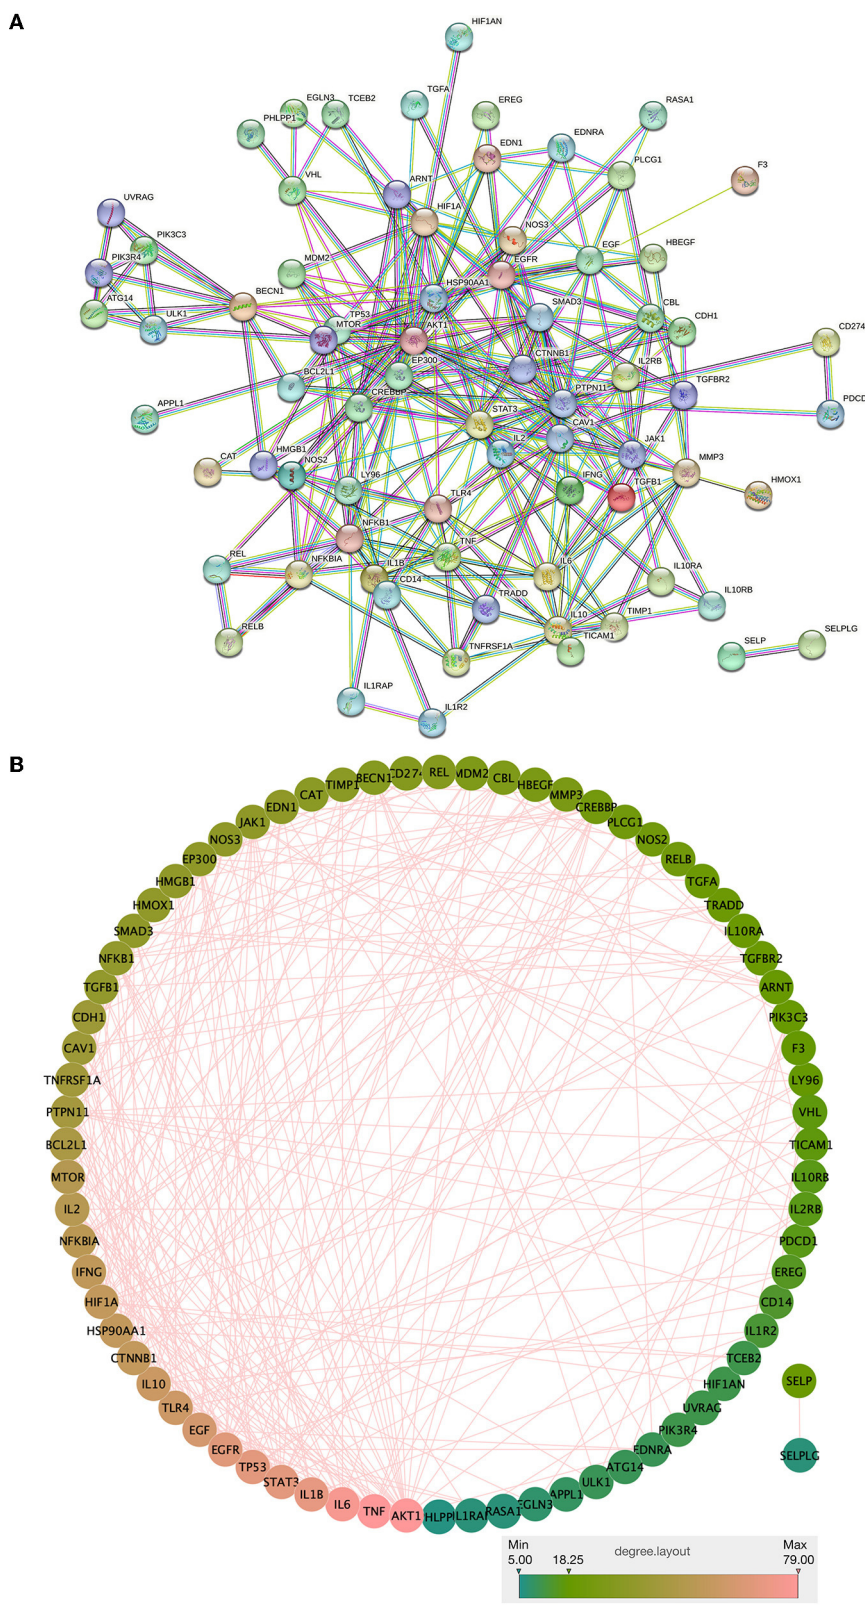 A
HIF1AN
EGLN3
TCEB2
TGFA
EREG
RASA1
PHLPP1
EDN1
EDNRA
VHL
ARNT
PLCG1
F3
UVRAG
HIF1A
NOS3
PIK3C3
EGF
HBEGF
PIK3R4
MDM2
EGFR
BECN1
HSP90AA1
ATG14
ULK1
TP53
SMAD3
CBL
CDH1
MTOR
AKT1
CD274
EP300
CTNNB1
IL2RB
BCL2L1
PTPN11
TGFBR2
CREBBP
PDCD
APPL1
STAT3
CAV1
IL2
JAK1
CAT
HMGB1
NOS2
MMP3
LY96
IFNG
TGFB1
HMOX1
TLR4
NFKB1
TNF
REL
NFKBIA
IL1B
IL6
IL10RA
CD14
TRADD
IL10RB
IL10
TIMP1
RELB
TNFRSF1A
TICAM1
SELP
SELPLG
IL1RAP
IL1R2
B
REL
CD274
MDM2
BECN1
CBL
TIMP1
HBEGF
CAT
MMP3
EDN1
CREBBP
JAK1
PLCG1
NOS3
NOS2
EP300
RELB
HMGB1
TGFA
HMOX1
TRADD
SMAD3
IL10RA
NFKB1
TGFBR2
TGFB1
ARNT
CDH1
PIK3C3
CAV1
F3
TNFRSF1A
LY96
PTPN11
VHL
BCL2L1
TICAM1
MTOR
IL10RB
IL2
IL2RB
NFKBIA
PDCD1
IFNG
EREG
HIF1A
CD14
HSP90AA1
IL1R2
CTNNB1
TCEB2
IL10
HIF1AN
SELP
TLR4
UVRAG
EGF
PIK3R4
EGFR
EDNRA
SELPLG
TP53
ATG14
STAT3
ULK1
IL1B
APPL1
IL6
EGLN3
TNF
RASA1
AKT1
HLPP
IL1RAP
Min
degree.layout
Max
5.00
18.25
79.00